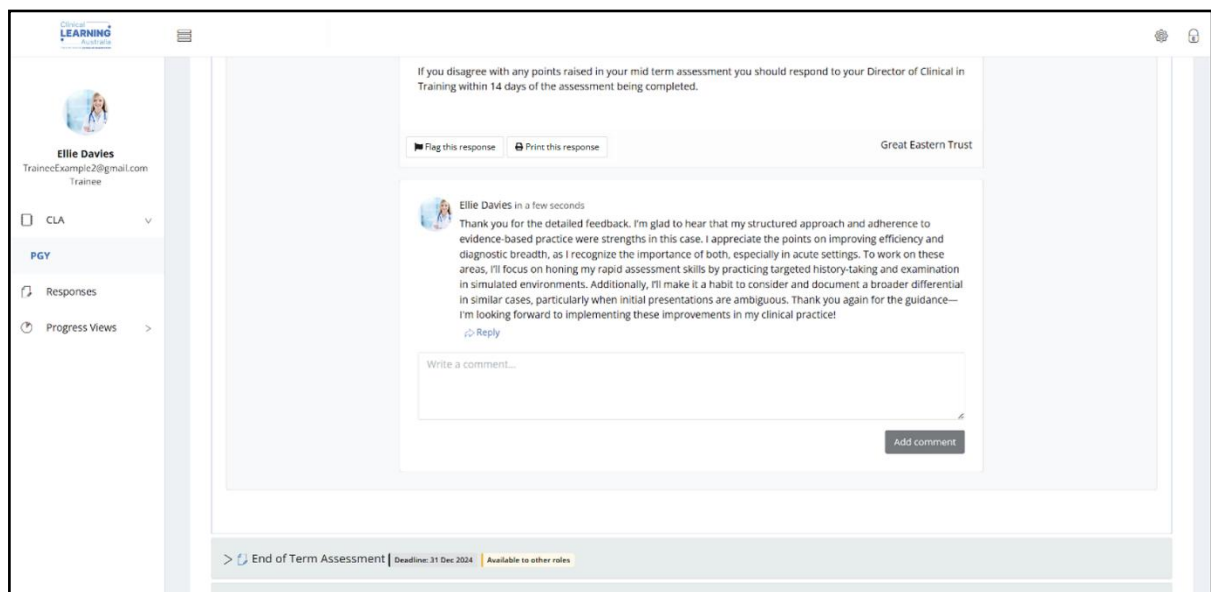 Clinical
LEARNING
Australia
Ellie Davies
TraineeExample2@gmail.com
Trainee
CLA
PGY
Responses
Progress Views
If you disagree with any points raised in your mid term assessment you should respond to your Director of Clinical in
Training within 14 days of the assessment being completed.
Flag this response
Print this response
Great Eastern Trust
Ellie Davies in a few seconds
Thank you for the detailed feedback. I'm glad to hear that my structured approach and adherence to
evidence-based practice were strengths in this case. I appreciate the points on improving efficiency and
diagnostic breadth, as I recognize the importance of both, especially in acute settings. To work on these
areas, I'll focus on honing my rapid assessment skills by practicing targeted history-taking and examination
in simulated environments. Additionally, I'll make it a habit to consider and document a broader differential
in similar cases, particularly when initial presentations are ambiguous. Thank you again for the guidance—
I'm looking forward to implementing these improvements in my clinical practice!
Reply
Write a comment...
Add comment
End of Term Assessment Deadline: 31 Dec 2024 Available to other roles